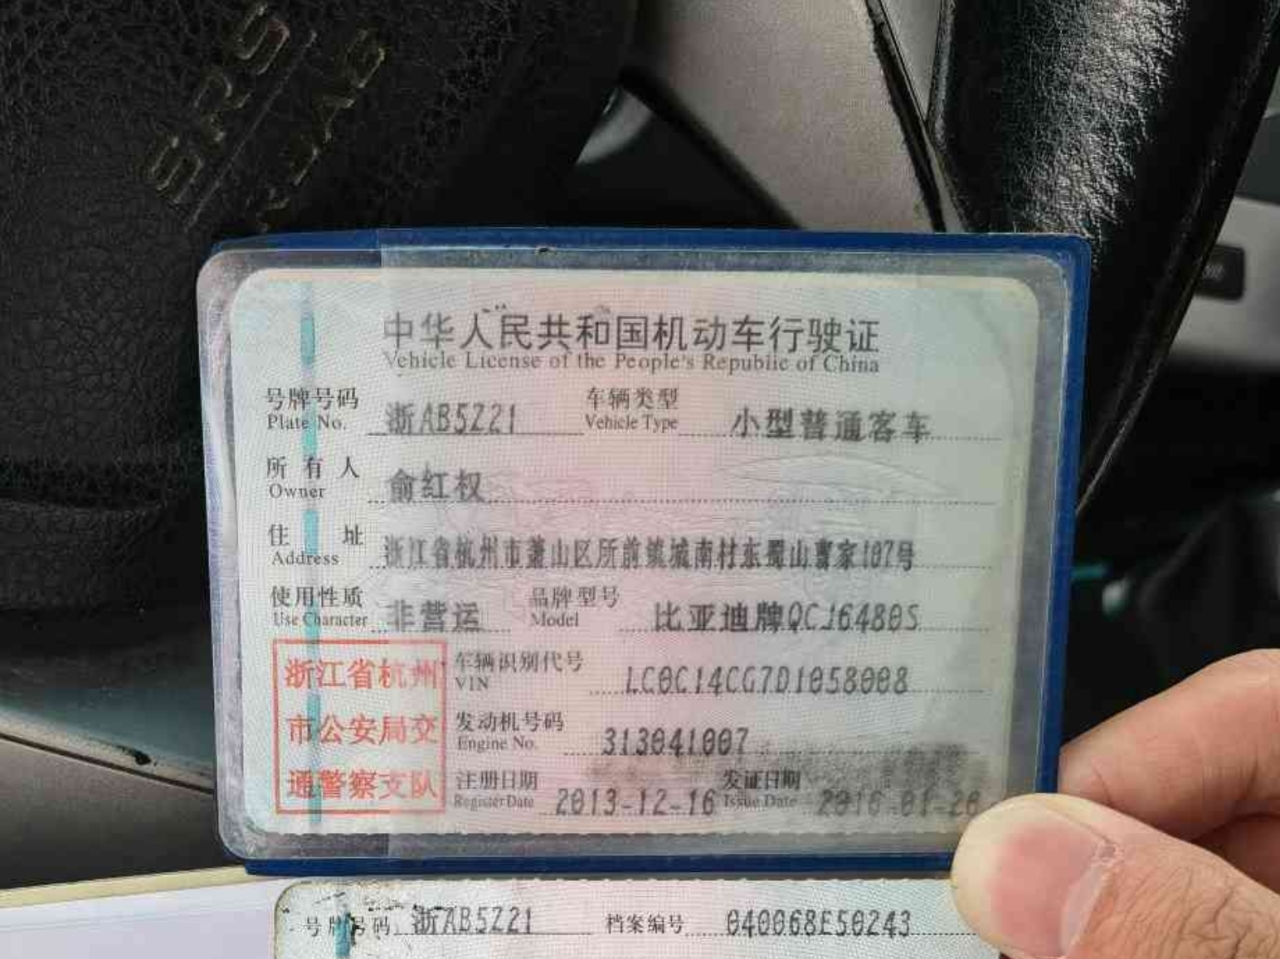 SRS
中华人民共和国机动车行驶证
Vehicle License of the People's Republic of China
号牌号码 浙AB5Z21 车辆类型 小型普通客车
Plate No. Vehicle Type
所有人 俞红权
Owner
住址 浙江省杭州市萧山区所前镇城南村东蜀山曹家107号
Address
使用性质 非营运 品牌型号 比亚迪牌QCJ6480S
Use Character Model
浙江省杭州
市公安局交
通警察支队
车辆识别代号 LC0C14CG7D1058008
VIN
发动机号码 313041007
Engine No.
注册日期 2013-12-16 发证日期 2016-01-26
Register Date Issue Date
号牌号码 浙AB5Z21 档案编号 040068E50243